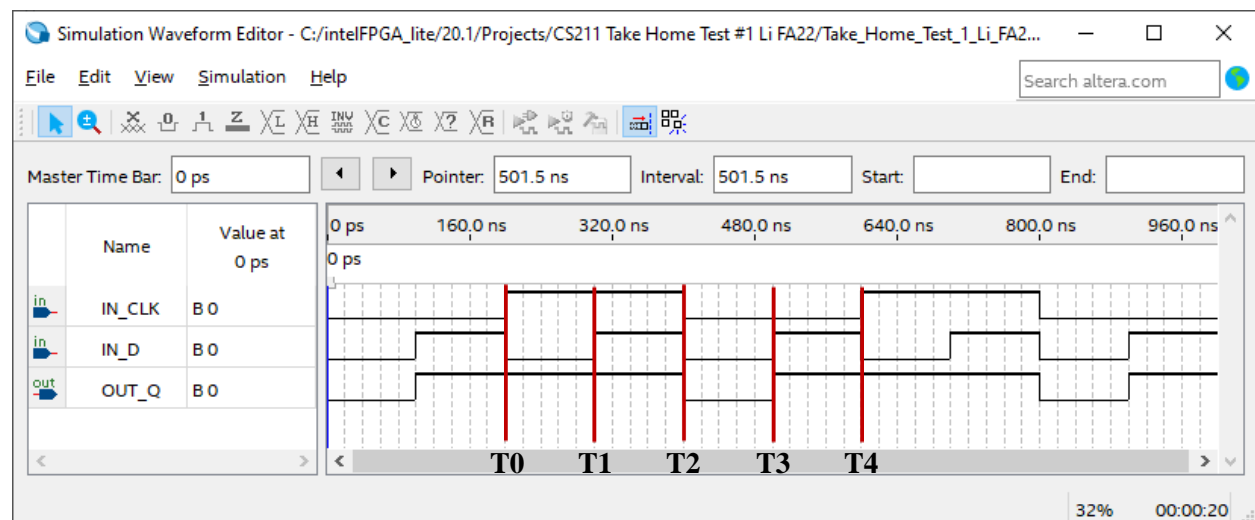 Simulation Waveform Editor - C:/intelFPGA_lite/20.1/Projects/CS211 Take Home Test #1 Li FA22/Take_Home_Test_1_Li_FA2...
File Edit View Simulation Help
Search altera.com
Master Time Bar: 0 ps Pointer: 501.5 ns Interval: 501.5 ns Start: End:
Name Value at 0 ps
0 ps 160.0 ns 320.0 ns 480.0 ns 640.0 ns 800.0 ns 960.0 ns
0 ps
in IN_CLK B 0
in IN_D B 0
out OUT_Q B 0
T0 T1 T2 T3 T4
32% 00:00:20